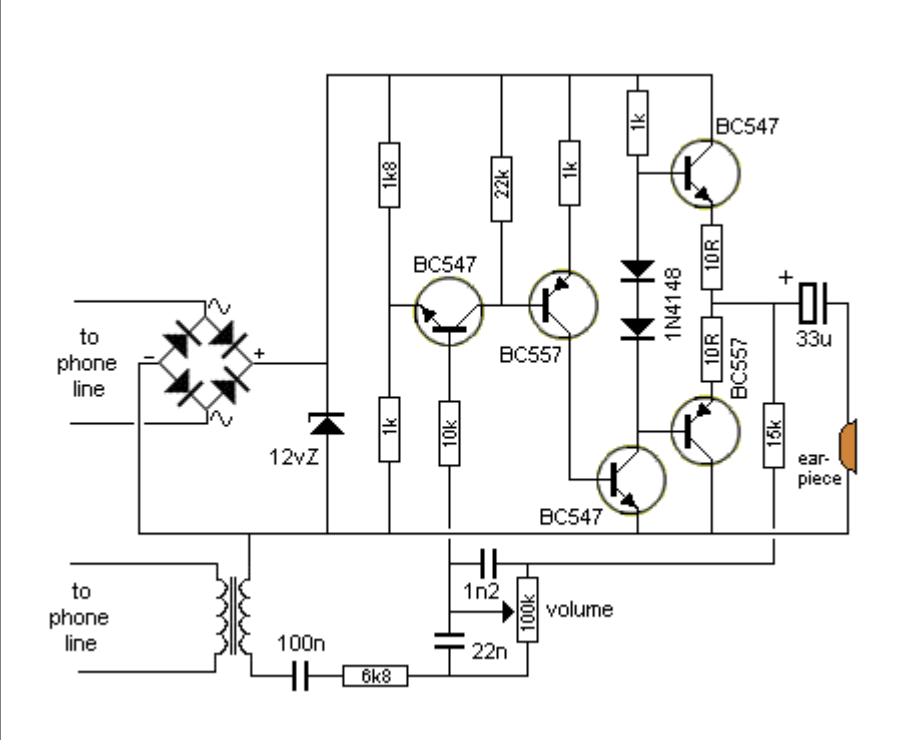 BC547
1k
1k8
22k
1k
BC547
10R
1N4148
+
33u
to
phone
line
−
+
BC557
10R
BC557
12vZ
1k
10k
15k
ear-
piece
BC547
to
phone
line
1n2
100k
volume
100n
22n
6k8